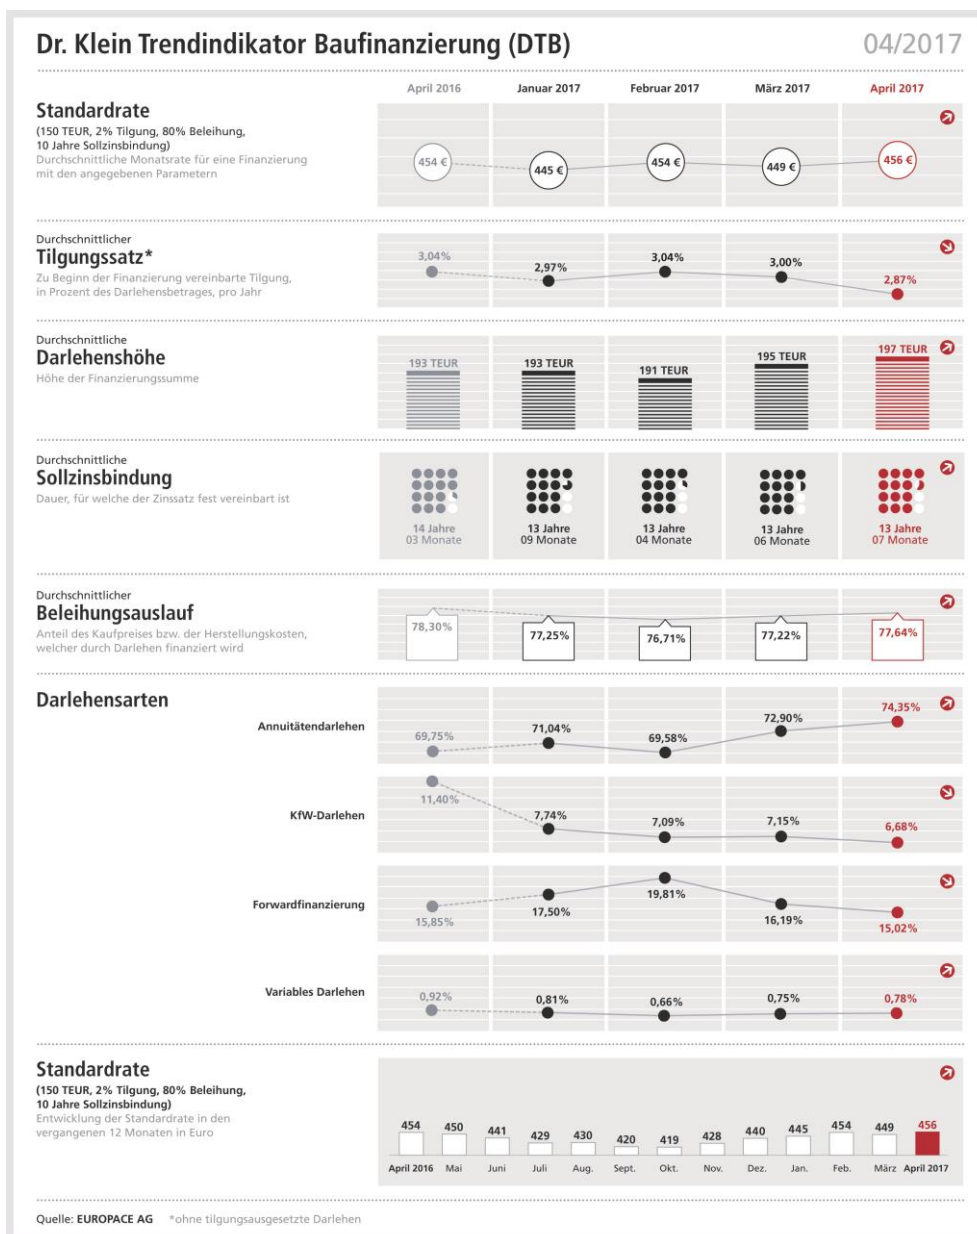 Dr. Klein Trendindikator Baufinanzierung (DTB) 04/2017
April 2016 Januar 2017 Februar 2017 März 2017 April 2017
Standardrate
(150 TEUR, 2% Tilgung, 80% Beleihung,
10 Jahre Sollzinsbindung)
Durchschnittliche Monatsrate für eine Finanzierung
mit den angegebenen Parametern
454 € 445 € 454 € 449 € 456 €
Durchschnittlicher
Tilgungssatz*
Zu Beginn der Finanzierung vereinbarte Tilgung,
in Prozent des Darlehensbetrages, pro Jahr
3,04% 2,97% 3,04% 3,00% 2,87%
Durchschnittliche
Darlehenshöhe
Höhe der Finanzierungssumme
193 TEUR 193 TEUR 191 TEUR 195 TEUR 197 TEUR
Durchschnittliche
Sollzinsbindung
Dauer, für welche der Zinssatz fest vereinbart ist
14 Jahre 13 Jahre 13 Jahre 13 Jahre 13 Jahre
03 Monate 09 Monate 04 Monate 06 Monate 07 Monate
Durchschnittlicher
Beleihungsauslauf
Anteil des Kaufpreises bzw. der Herstellungskosten,
welcher durch Darlehen finanziert wird
78,30% 77,25% 76,71% 77,22% 77,64%
Darlehensarten
Annuitätendarlehen
69,75% 71,04% 69,58% 72,90% 74,35%
KfW-Darlehen
11,40% 7,74% 7,09% 7,15% 6,68%
Forwardfinanzierung
15,85% 17,50% 19,81% 16,19% 15,02%
Variables Darlehen
0,92% 0,81% 0,66% 0,75% 0,78%
Standardrate
(150 TEUR, 2% Tilgung, 80% Beleihung,
10 Jahre Sollzinsbindung)
Entwicklung der Standardrate in den
vergangenen 12 Monaten in Euro
454 450 441 429 430 420 419 428 440 445 454 449 456
April 2016 Mai Juni Juli Aug. Sept. Okt. Nov. Dez. Jan. Feb. März April 2017
Quelle: EUROPACE AG *ohne tilgungsausgesetzte Darlehen